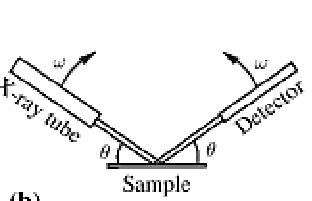 ω
ω
X-ray tube
Detector
θ
θ
Sample
(b)